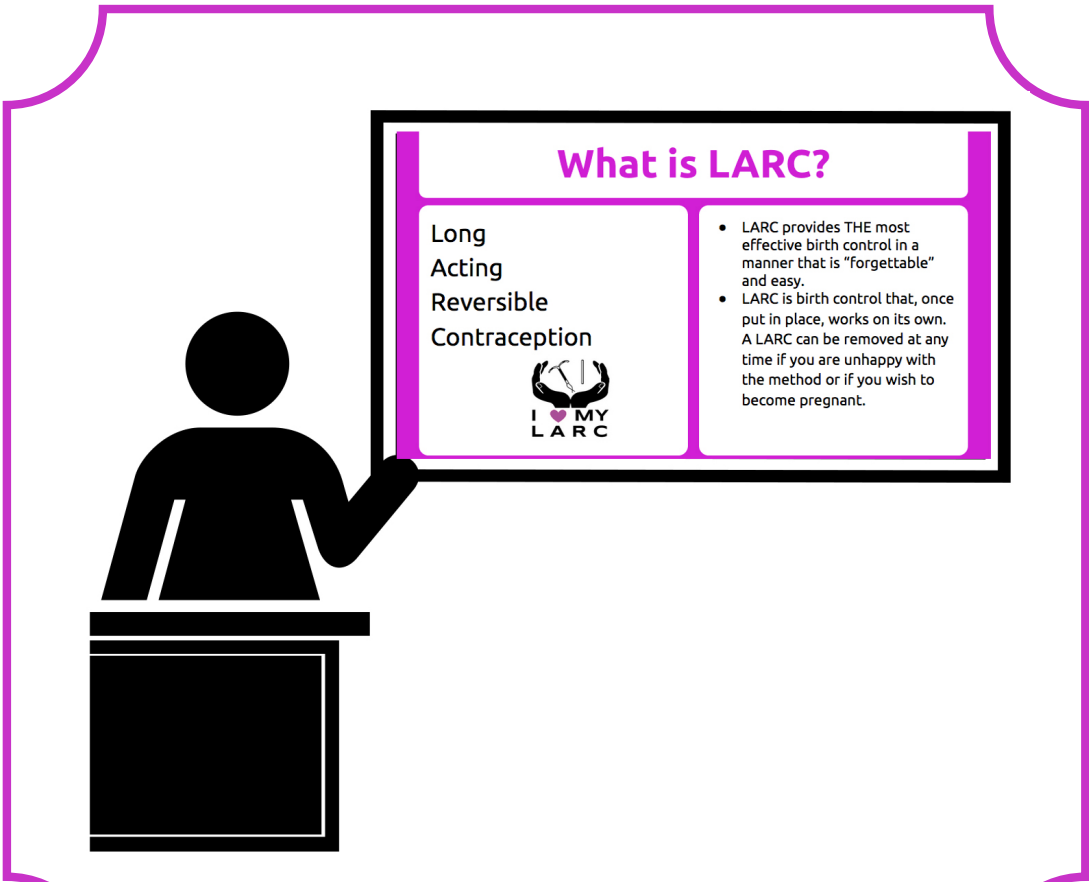 What is LARC?
Long
Acting
Reversible
Contraception
I MY
LARC
• LARC provides THE most
effective birth control in a
manner that is “forgettable”
and easy.
• LARC is birth control that, once
put in place, works on its own.
A LARC can be removed at any
time if you are unhappy with
the method or if you wish to
become pregnant.